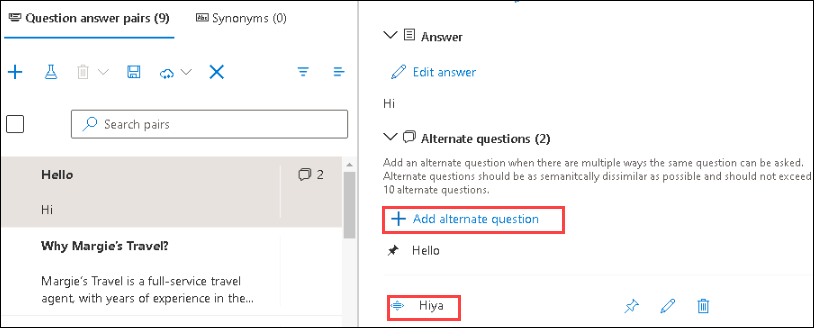 Question answer pairs (9)
Synonyms (0)
Search pairs
Hello
2
Hi
Why Margie's Travel?
Margie's Travel is a full-service travel
agent, with years of experience in the...
Answer
Edit answer
Hi
Alternate questions (2)
Add an alternate question when there are multiple ways the same question can be asked.
Alternate questions should be as semanitcally dissimilar as possible and should not exceed
10 alternate questions.
Add alternate question
Hello
Hiya